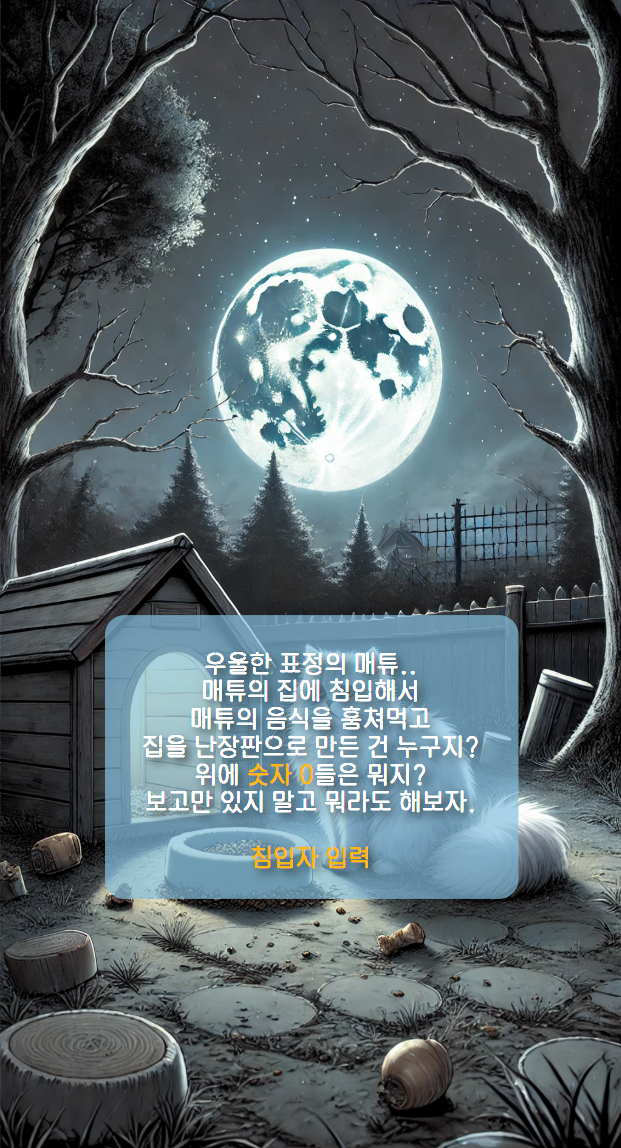 우울한 표정의 매튜..
매튜의 집에 침입해서
매튜의 음식을 훔쳐먹고
집을 난장판으로 만든 건 누구지?
위에 숫자 0들은 뭐지?
보고만 있지 말고 뭐라도 해보자.
침입자 입력